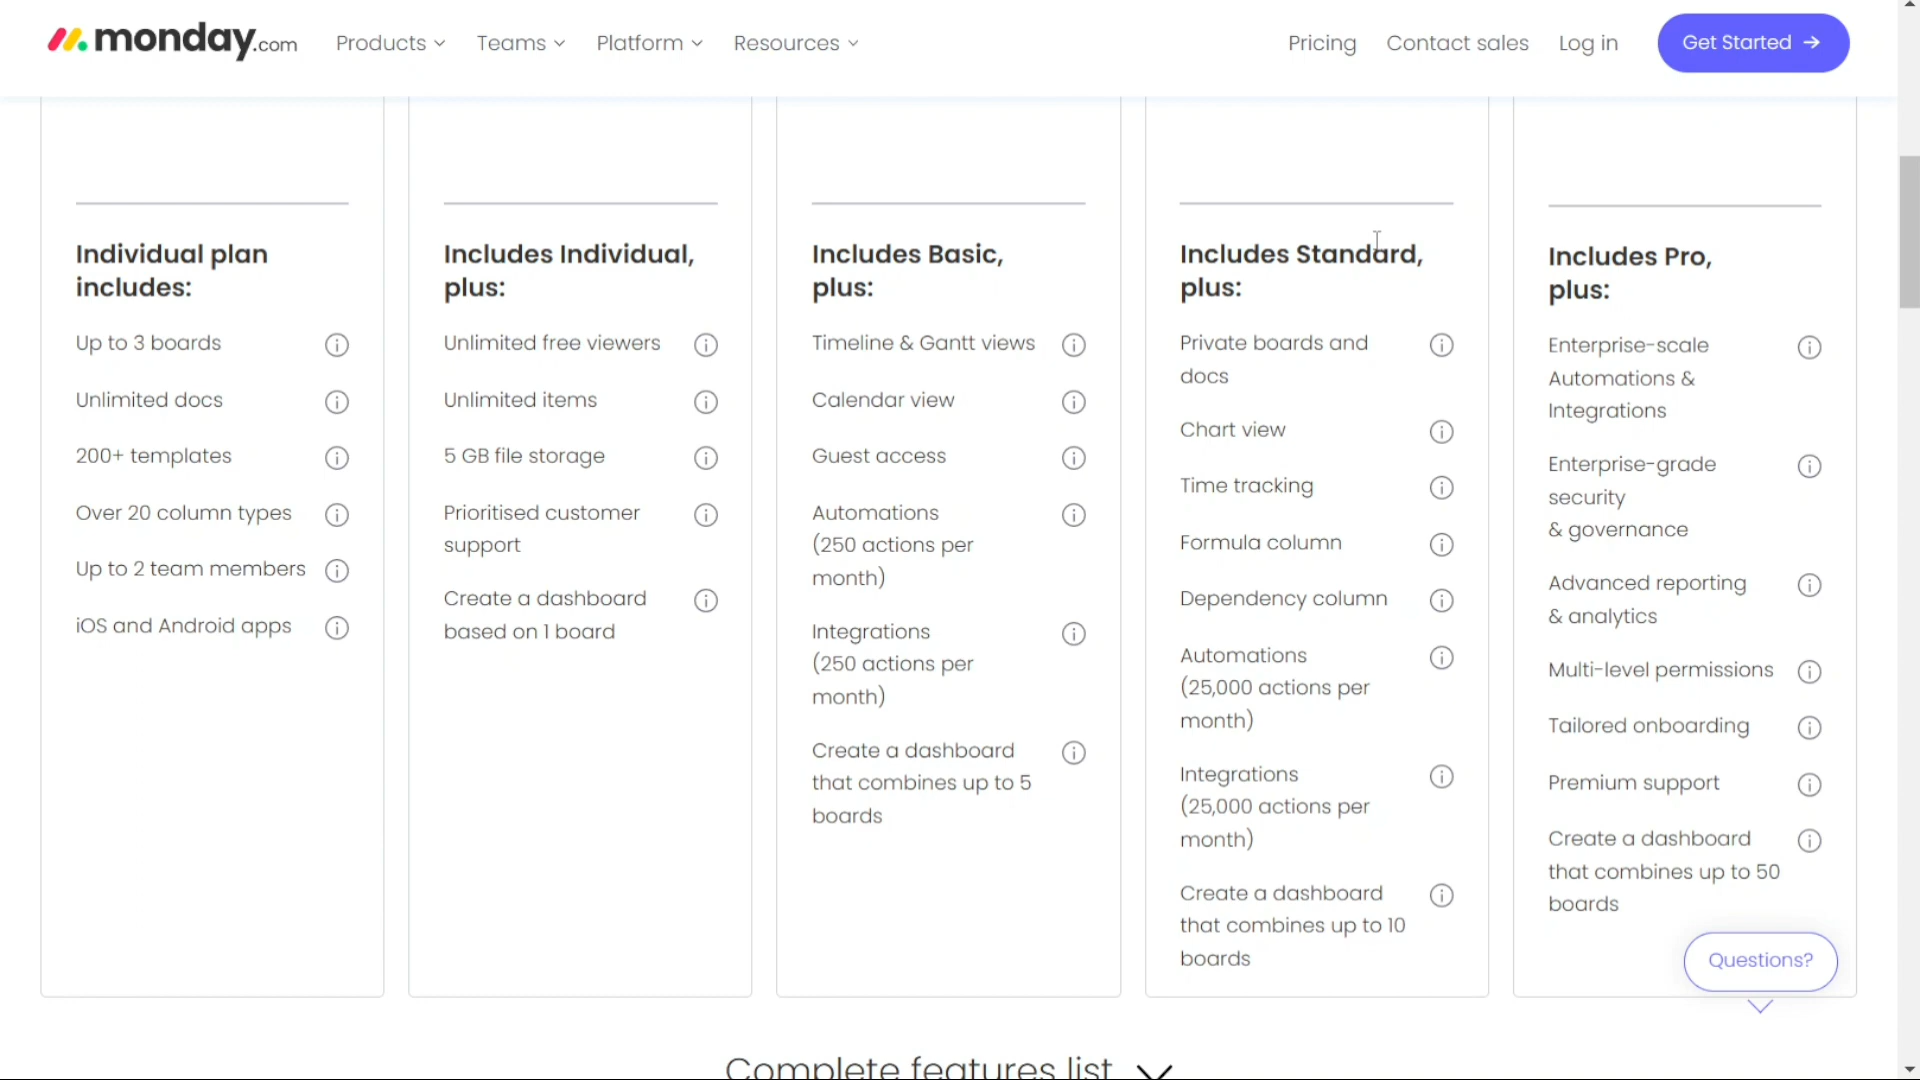 monday.com
Products
Teams
Platform
Resources
Pricing
Contact sales
Log in
Get Started →
Individual plan
includes:
Up to 3 boards
Unlimited docs
200+ templates
Over 20 column types
Up to 2 team members
iOS and Android apps
Includes Individual,
plus:
Unlimited free viewers
Unlimited items
5 GB file storage
Prioritised customer
support
Create a dashboard
based on 1 board
Includes Basic,
plus:
Timeline & Gantt views
Calendar view
Guest access
Automations
(250 actions per
month)
Integrations
(250 actions per
month)
Create a dashboard
that combines up to 5
boards
Includes Standard,
plus:
Private boards and
docs
Chart view
Time tracking
Formula column
Dependency column
Automations
(25,000 actions per
month)
Integrations
(25,000 actions per
month)
Create a dashboard
that combines up to 10
boards
Includes Pro,
plus:
Enterprise-scale
Automations &
Integrations
Enterprise-grade
security
& governance
Advanced reporting
& analytics
Multi-level permissions
Tailored onboarding
Premium support
Create a dashboard
that combines up to 50
boards
Questions?
Complete features list